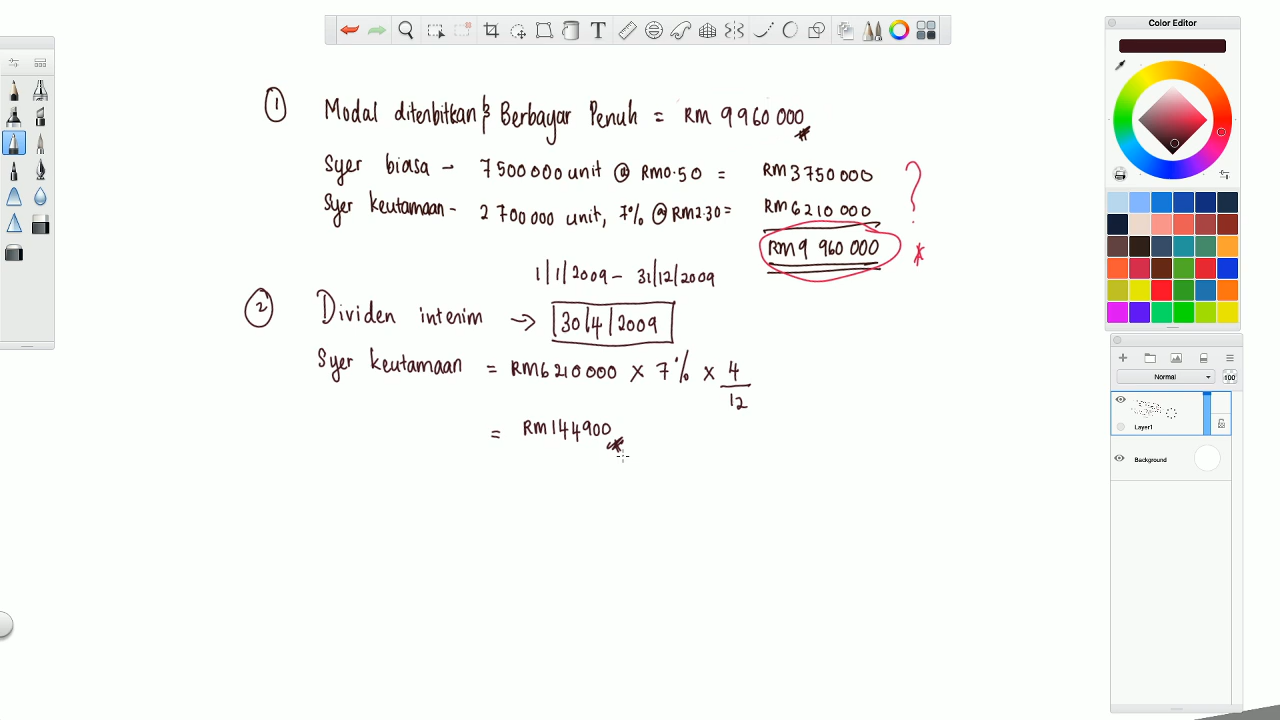 Color Editor
① Modal diterbitkan & Berbayar Penuh = RM 9960 000
Syer biasa - 7 500 000 unit @ RM0.50 = RM3 750 000
Syer keutamaan - 2 700 000 unit, 7% @ RM2.30 = RM6 210 000
RM9 960 000
?
*
1/1/2009 - 31/12/2009
② Dividen interim → 30/4/2009
Syer keutamaan = RM6 210 000 x 7% x 4/12
= RM144900
Normal
100
Layer1
Background